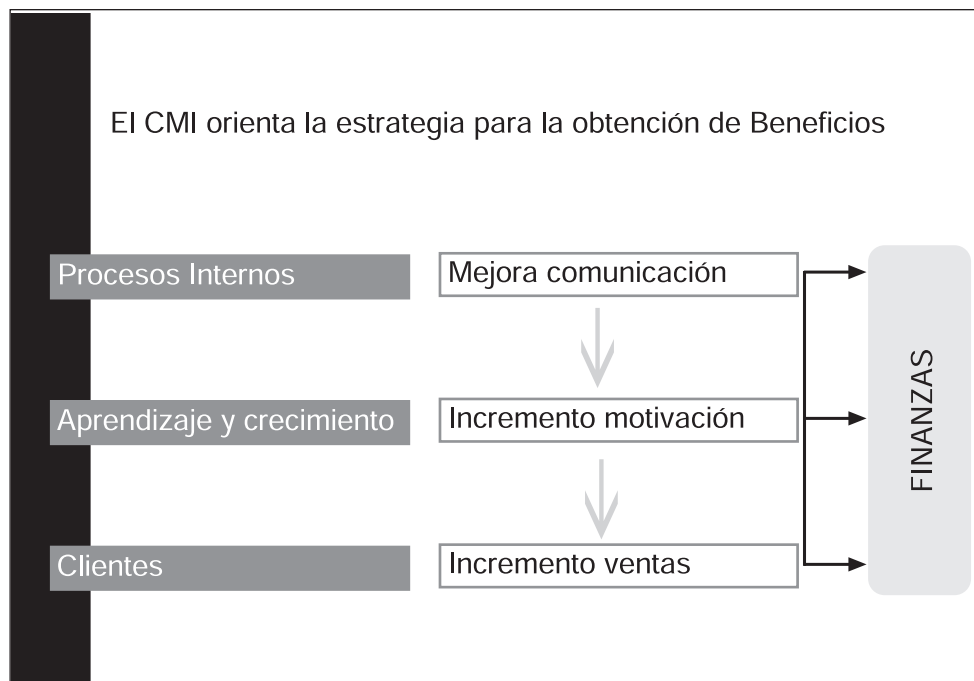 El CMI orienta la estrategia para la obtención de Beneficios
Procesos Internos
Mejora comunicación
Aprendizaje y crecimiento
Incremento motivación
Clientes
Incremento ventas
FINANZAS